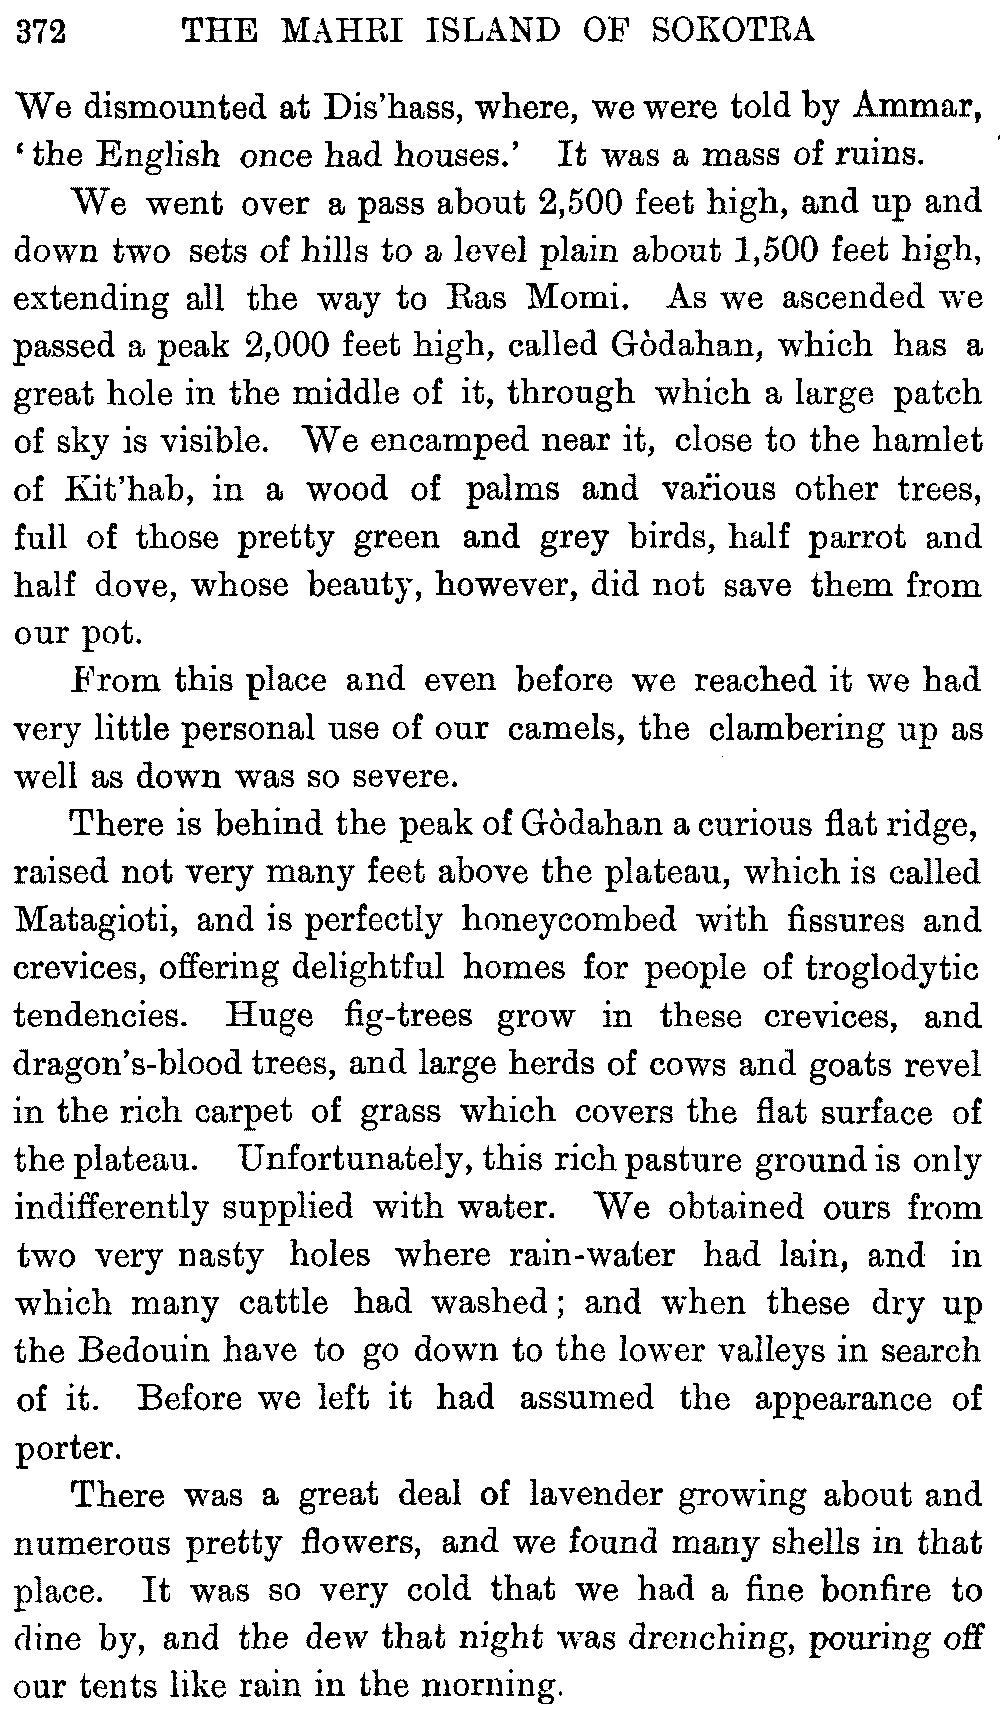 372 THE MAHRI ISLAND OF SOKOTRA
We dismounted at Dis'hass, where, we were told by Ammar,
'the English once had houses.' It was a mass of ruins.
We went over a pass about 2,500 feet high, and up and
down two sets of hills to a level plain about 1,500 feet high,
extending all the way to Ras Momi. As we ascended we
passed a peak 2,000 feet high, called Gòdahan, which has a
great hole in the middle of it, through which a large patch
of sky is visible. We encamped near it, close to the hamlet
of Kit'hab, in a wood of palms and various other trees,
full of those pretty green and grey birds, half parrot and
half dove, whose beauty, however, did not save them from
our pot.
From this place and even before we reached it we had
very little personal use of our camels, the clambering up as
well as down was so severe.
There is behind the peak of Gòdahan a curious flat ridge,
raised not very many feet above the plateau, which is called
Matagioti, and is perfectly honeycombed with fissures and
crevices, offering delightful homes for people of troglodytic
tendencies. Huge fig-trees grow in these crevices, and
dragon's-blood trees, and large herds of cows and goats revel
in the rich carpet of grass which covers the flat surface of
the plateau. Unfortunately, this rich pasture ground is only
indifferently supplied with water. We obtained ours from
two very nasty holes where rain-water had lain, and in
which many cattle had washed; and when these dry up
the Bedouin have to go down to the lower valleys in search
of it. Before we left it had assumed the appearance of
porter.
There was a great deal of lavender growing about and
numerous pretty flowers, and we found many shells in that
place. It was so very cold that we had a fine bonfire to
dine by, and the dew that night was drenching, pouring off
our tents like rain in the morning.